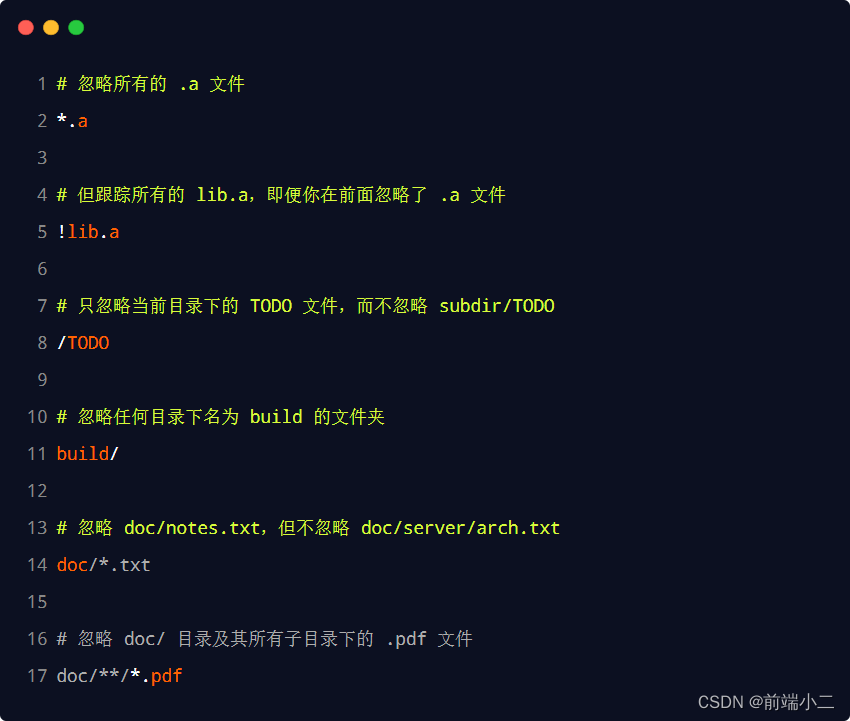 1 # 忽略所有的 .a 文件
2 *.a
3
4 # 但跟踪所有的 lib.a，即便你在前面忽略了 .a 文件
5 !lib.a
6
7 # 只忽略当前目录下的 TODO 文件，而不忽略 subdir/TODO
8 /TODO
9
10 # 忽略任何目录下名为 build 的文件夹
11 build/
12
13 # 忽略 doc/notes.txt，但不忽略 doc/server/arch.txt
14 doc/*.txt
15
16 # 忽略 doc/ 目录及其所有子目录下的 .pdf 文件
17 doc/**/*.pdf
CSDN @前端小二